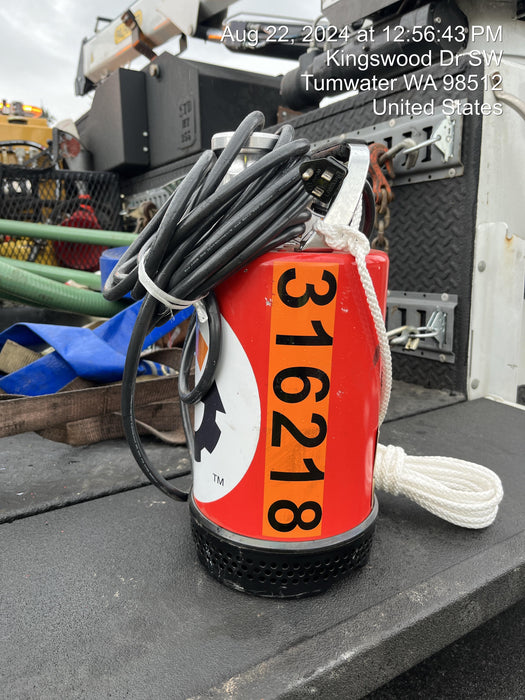 Aug 22, 2024 at 12:56:43 PM
Kingswood Dr SW
Tumwater WA 98512
United States
316218
TM